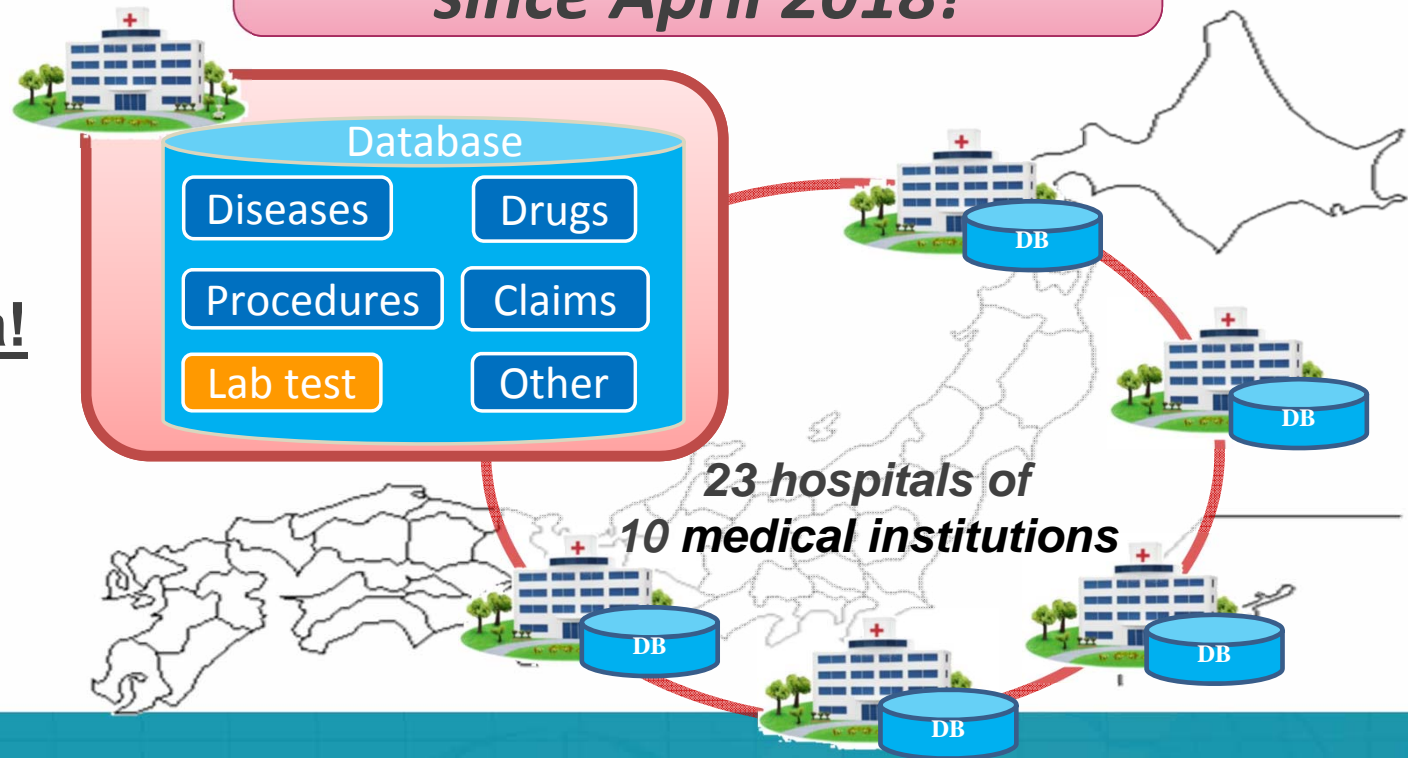 since April 2018!
Database
Diseases
Drugs
Procedures
Claims
Lab test
Other
DB
DB
23 hospitals of
10 medical institutions
DB
DB
DB